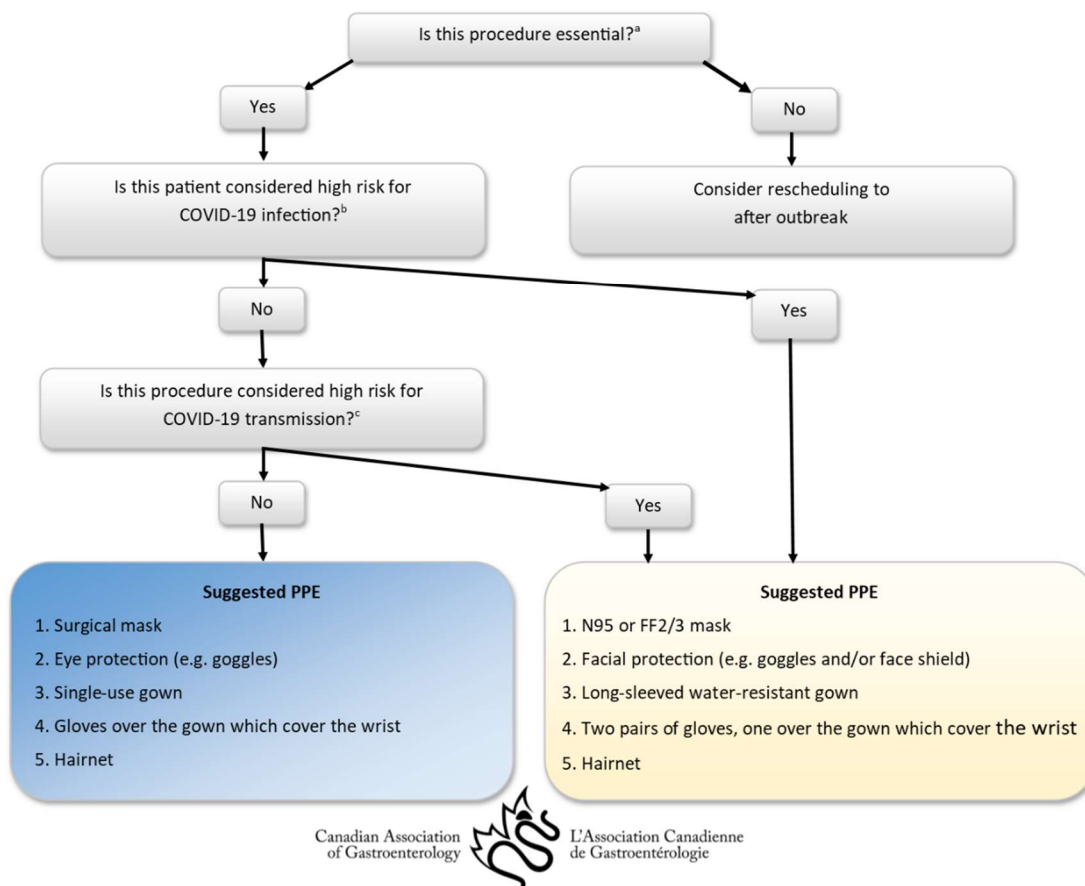 Is this procedure essential?a
Yes
No
Is this patient considered high risk for
COVID-19 infection?b
Consider rescheduling to
after outbreak
No
Yes
Is this procedure considered high risk for
COVID-19 transmission?c
No
Yes
Suggested PPE
1. Surgical mask
2. Eye protection (e.g. goggles)
3. Single-use gown
4. Gloves over the gown which cover the wrist
5. Hairnet
Suggested PPE
1. N95 or FF2/3 mask
2. Facial protection (e.g. goggles and/or face shield)
3. Long-sleeved water-resistant gown
4. Two pairs of gloves, one over the gown which cover the wrist
5. Hairnet
Canadian Association
of Gastroenterology
L'Association Canadienne
de Gastroentérologie